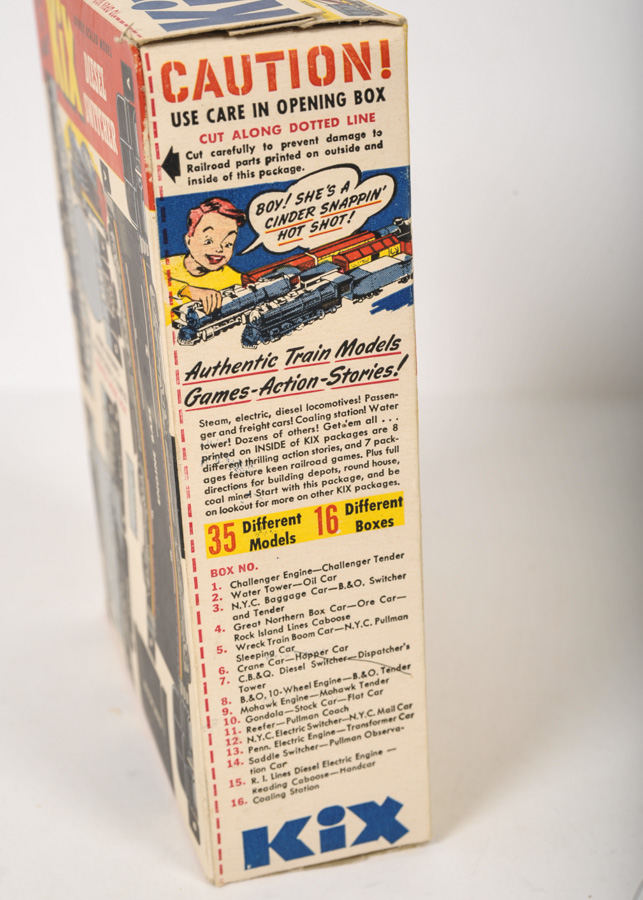 KiX
DIESEL
SWITCHER
CAUTION!
USE CARE IN OPENING BOX
CUT ALONG DOTTED LINE
Cut carefully to prevent damage to
Railroad parts printed on outside and
inside of this package.
BOY! SHE'S A
CINDER SNAPPIN'
HOT SHOT!
Authentic Train Models
Games-Action-Stories!
Steam, electric, diesel locomotives! Passen-
ger and freight cars! Coaling station! Water
tower! Dozens of others! Get 'em all . . .
printed on INSIDE of KIX packages are 8
different thrilling action stories, and 7 pack-
ages feature keen railroad games. Plus full
directions for building depots, round house,
coal mine! Start with this package, and be
on lookout for more on other KIX packages.
35 Different Models 16 Different Boxes
BOX NO.
1. Challenger Engine—Challenger Tender
2. Water Tower—Oil Car
3. N.Y.C. Baggage Car—B.&O. Switcher
and Tender
4. Great Northern Box Car—Ore Car—
Rock Island Lines Caboose
5. Wreck Train Boom Car—N.Y.C. Pullman
Sleeping Car
6. Crane Car—Hopper Car
7. C.B.&Q. Diesel Switcher—Dispatcher's
Tower
8. B.&O. 10-Wheel Engine—B.&O. Tender
9. Mohawk Engine—Mohawk Tender
10. Gondola—Stock Car—Flat Car
11. Reefer—Pullman Coach
12. N.Y.C. Electric Switcher—N.Y.C. Mail Car
13. Penn. Electric Engine—Transformer Car
14. Saddle Switcher—Pullman Observa-
tion Car
15. R. I. Lines Diesel Electric Engine —
Reading Caboose—Handcar
16. Coaling Station
KiX